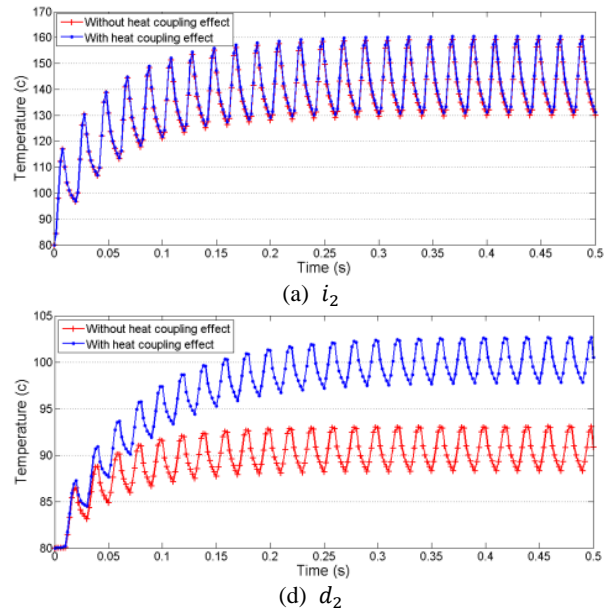 160
150
140
130
120
110
100
90
80
Temperature (c)
Without heat coupling effect
With heat coupling effect
0 0.05 0.1 0.15 0.2 0.25 0.3 0.35 0.4 0.45 0.5
Time (s)
(a) i₂
105
100
95
90
85
80
Temperature (c)
Without heat coupling effect
With heat coupling effect
0 0.05 0.1 0.15 0.2 0.25 0.3 0.35 0.4 0.45 0.5
Time (s)
(d) d₂